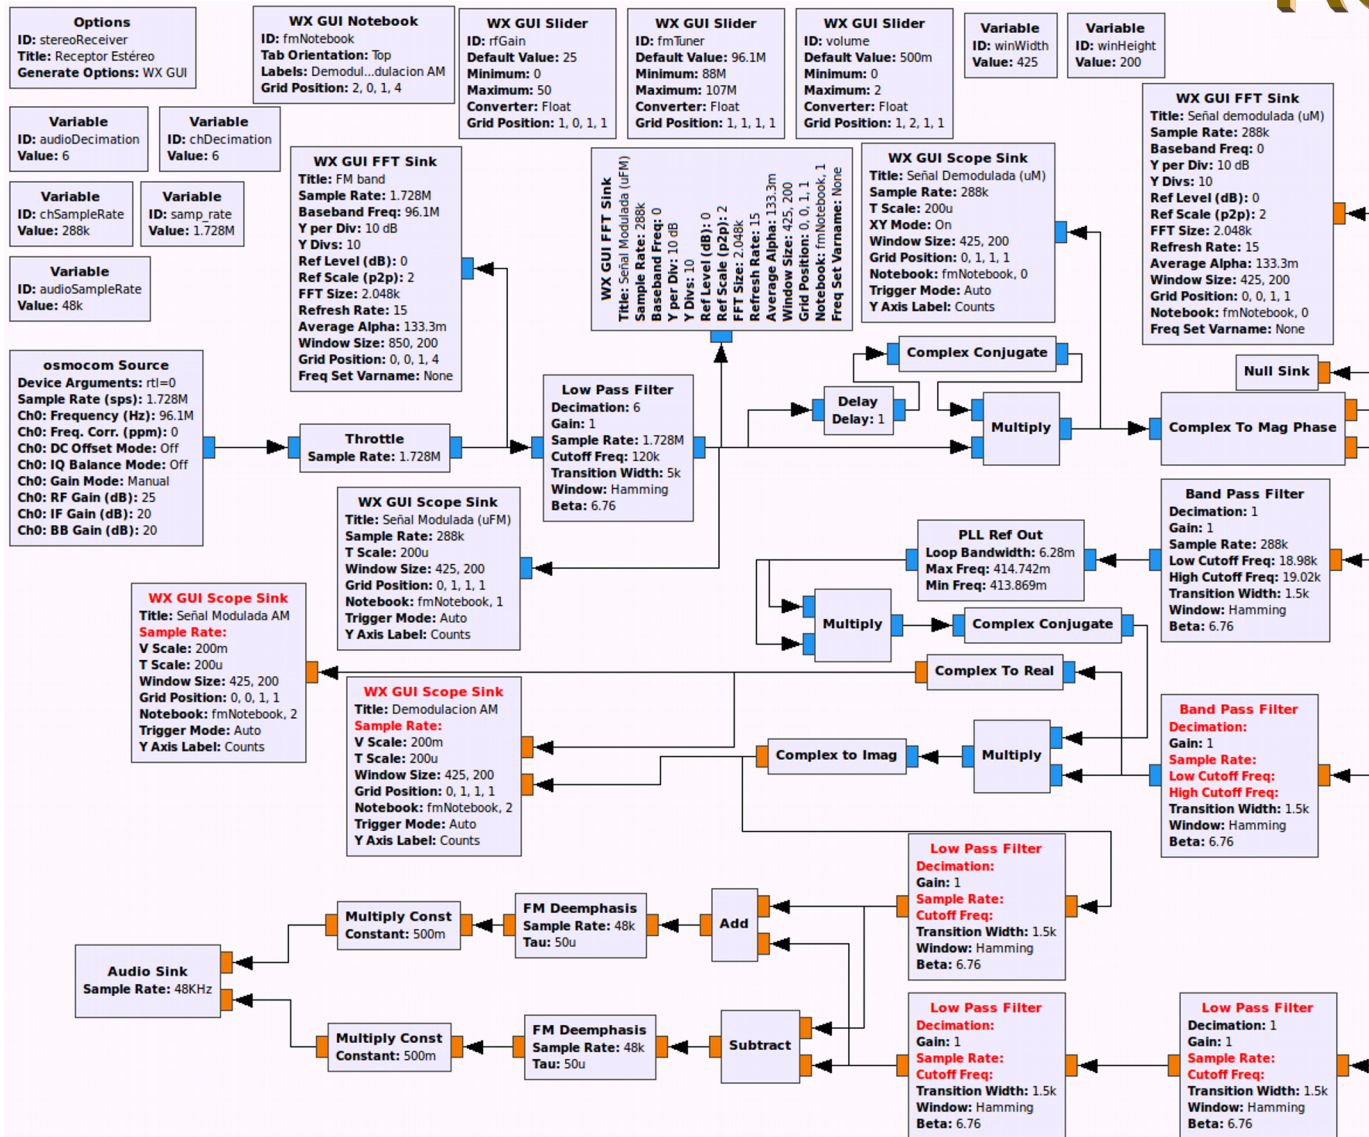 Options
ID: stereoReceiver
Title: Receptor Estéreo
Generate Options: WX GUI
WX GUI Notebook
ID: fmNotebook
Tab Orientation: Top
Labels: Demodul...dulacion AM
Grid Position: 2, 0, 1, 4
WX GUI Slider
ID: rfGain
Default Value: 25
Minimum: 0
Maximum: 50
Converter: Float
Grid Position: 1, 0, 1, 1
WX GUI Slider
ID: fmTuner
Default Value: 96.1M
Minimum: 88M
Maximum: 107M
Converter: Float
Grid Position: 1, 1, 1, 1
WX GUI Slider
ID: volume
Default Value: 500m
Minimum: 0
Maximum: 2
Converter: Float
Grid Position: 1, 2, 1, 1
Variable
ID: winWidth
Value: 425
Variable
ID: winHeight
Value: 200
Variable
ID: audioDecimation
Value: 6
Variable
ID: chDecimation
Value: 6
Variable
ID: chSampleRate
Value: 288k
Variable
ID: samp_rate
Value: 1.728M
Variable
ID: audioSampleRate
Value: 48k
WX GUI FFT Sink
Title: FM band
Sample Rate: 1.728M
Baseband Freq: 96.1M
Y per Div: 10 dB
Y Divs: 10
Ref Level (dB): 0
Ref Scale (p2p): 2
FFT Size: 2.048k
Refresh Rate: 15
Average Alpha: 133.3m
Window Size: 850, 200
Grid Position: 0, 0, 1, 4
Freq Set Varname: None
WX GUI FFT Sink
Title: Señal Modulada (uFM)
Sample Rate: 288k
Baseband Freq: 0
Y per Div: 10 dB
Y Divs: 10
Ref Level (dB): 0
Ref Scale (p2p): 2
FFT Size: 2.048k
Refresh Rate: 15
Average Alpha: 133.3m
Window Size: 425, 200
Grid Position: 0, 0, 1, 1
Notebook: fmNotebook, 1
Freq Set Varname: None
WX GUI Scope Sink
Title: Señal Demodulada (uM)
Sample Rate: 288k
T Scale: 200u
XY Mode: On
Window Size: 425, 200
Grid Position: 0, 1, 1, 1
Notebook: fmNotebook, 0
Trigger Mode: Auto
Y Axis Label: Counts
WX GUI FFT Sink
Title: Señal demodulada (uM)
Sample Rate: 288k
Baseband Freq: 0
Y per Div: 10 dB
Y Divs: 10
Ref Level (dB): 0
Ref Scale (p2p): 2
FFT Size: 2.048k
Refresh Rate: 15
Average Alpha: 133.3m
Window Size: 425, 200
Grid Position: 0, 0, 1, 1
Notebook: fmNotebook, 0
Freq Set Varname: None
osmocom Source
Device Arguments: rtl=0
Sample Rate (sps): 1.728M
Ch0: Frequency (Hz): 96.1M
Ch0: Freq. Corr. (ppm): 0
Ch0: DC Offset Mode: Off
Ch0: IQ Balance Mode: Off
Ch0: Gain Mode: Manual
Ch0: RF Gain (dB): 25
Ch0: IF Gain (dB): 20
Ch0: BB Gain (dB): 20
Throttle
Sample Rate: 1.728M
Low Pass Filter
Decimation: 6
Gain: 1
Sample Rate: 1.728M
Cutoff Freq: 120k
Transition Width: 5k
Window: Hamming
Beta: 6.76
Complex Conjugate
Delay
Delay: 1
Multiply
Null Sink
Complex To Mag Phase
WX GUI Scope Sink
Title: Señal Modulada (uFM)
Sample Rate: 288k
T Scale: 200u
Window Size: 425, 200
Grid Position: 0, 1, 1, 1
Notebook: fmNotebook, 1
Trigger Mode: Auto
Y Axis Label: Counts
PLL Ref Out
Loop Bandwidth: 6.28m
Max Freq: 414.742m
Min Freq: 413.869m
Band Pass Filter
Decimation: 1
Gain: 1
Sample Rate: 288k
Low Cutoff Freq: 18.98k
High Cutoff Freq: 19.02k
Transition Width: 1.5k
Window: Hamming
Beta: 6.76
WX GUI Scope Sink
Title: Señal Modulada AM
Sample Rate:
V Scale: 200m
T Scale: 200u
Window Size: 425, 200
Grid Position: 0, 0, 1, 1
Notebook: fmNotebook, 2
Trigger Mode: Auto
Y Axis Label: Counts
Multiply
Complex Conjugate
Complex To Real
WX GUI Scope Sink
Title: Demodulacion AM
Sample Rate:
V Scale: 200m
T Scale: 200u
Window Size: 425, 200
Grid Position: 0, 1, 1, 1
Notebook: fmNotebook, 2
Trigger Mode: Auto
Y Axis Label: Counts
Complex to Imag
Multiply
Band Pass Filter
Decimation:
Gain: 1
Sample Rate:
Low Cutoff Freq:
High Cutoff Freq:
Transition Width: 1.5k
Window: Hamming
Beta: 6.76
Low Pass Filter
Decimation:
Gain: 1
Sample Rate:
Cutoff Freq:
Transition Width: 1.5k
Window: Hamming
Beta: 6.76
Multiply Const
Constant: 500m
FM Deemphasis
Sample Rate: 48k
Tau: 50u
Add
Audio Sink
Sample Rate: 48KHz
Multiply Const
Constant: 500m
FM Deemphasis
Sample Rate: 48k
Tau: 50u
Subtract
Low Pass Filter
Decimation:
Gain: 1
Sample Rate:
Cutoff Freq:
Transition Width: 1.5k
Window: Hamming
Beta: 6.76
Low Pass Filter
Decimation: 1
Gain: 1
Sample Rate:
Cutoff Freq:
Transition Width: 1.5k
Window: Hamming
Beta: 6.76